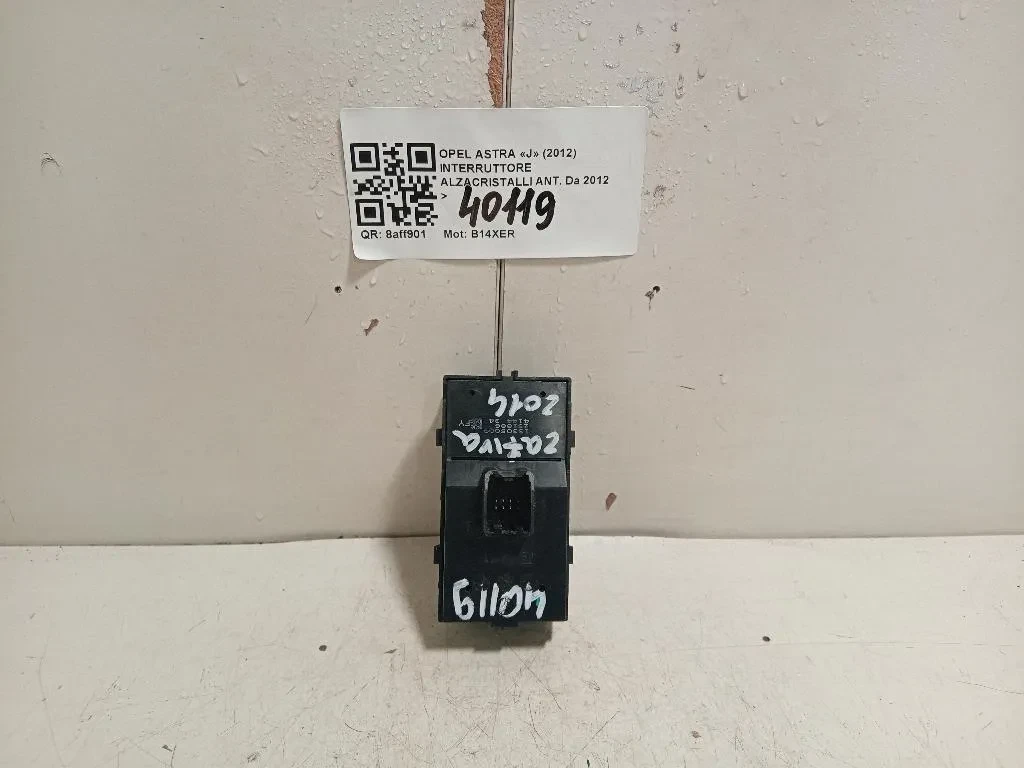 OPEL ASTRA «J» (2012)
INTERRUTTORE
ALZACRISTALLI ANT. Da 2012
>
40119
QR: 8aff901 Mot: B14XER
2014
zafira
40119